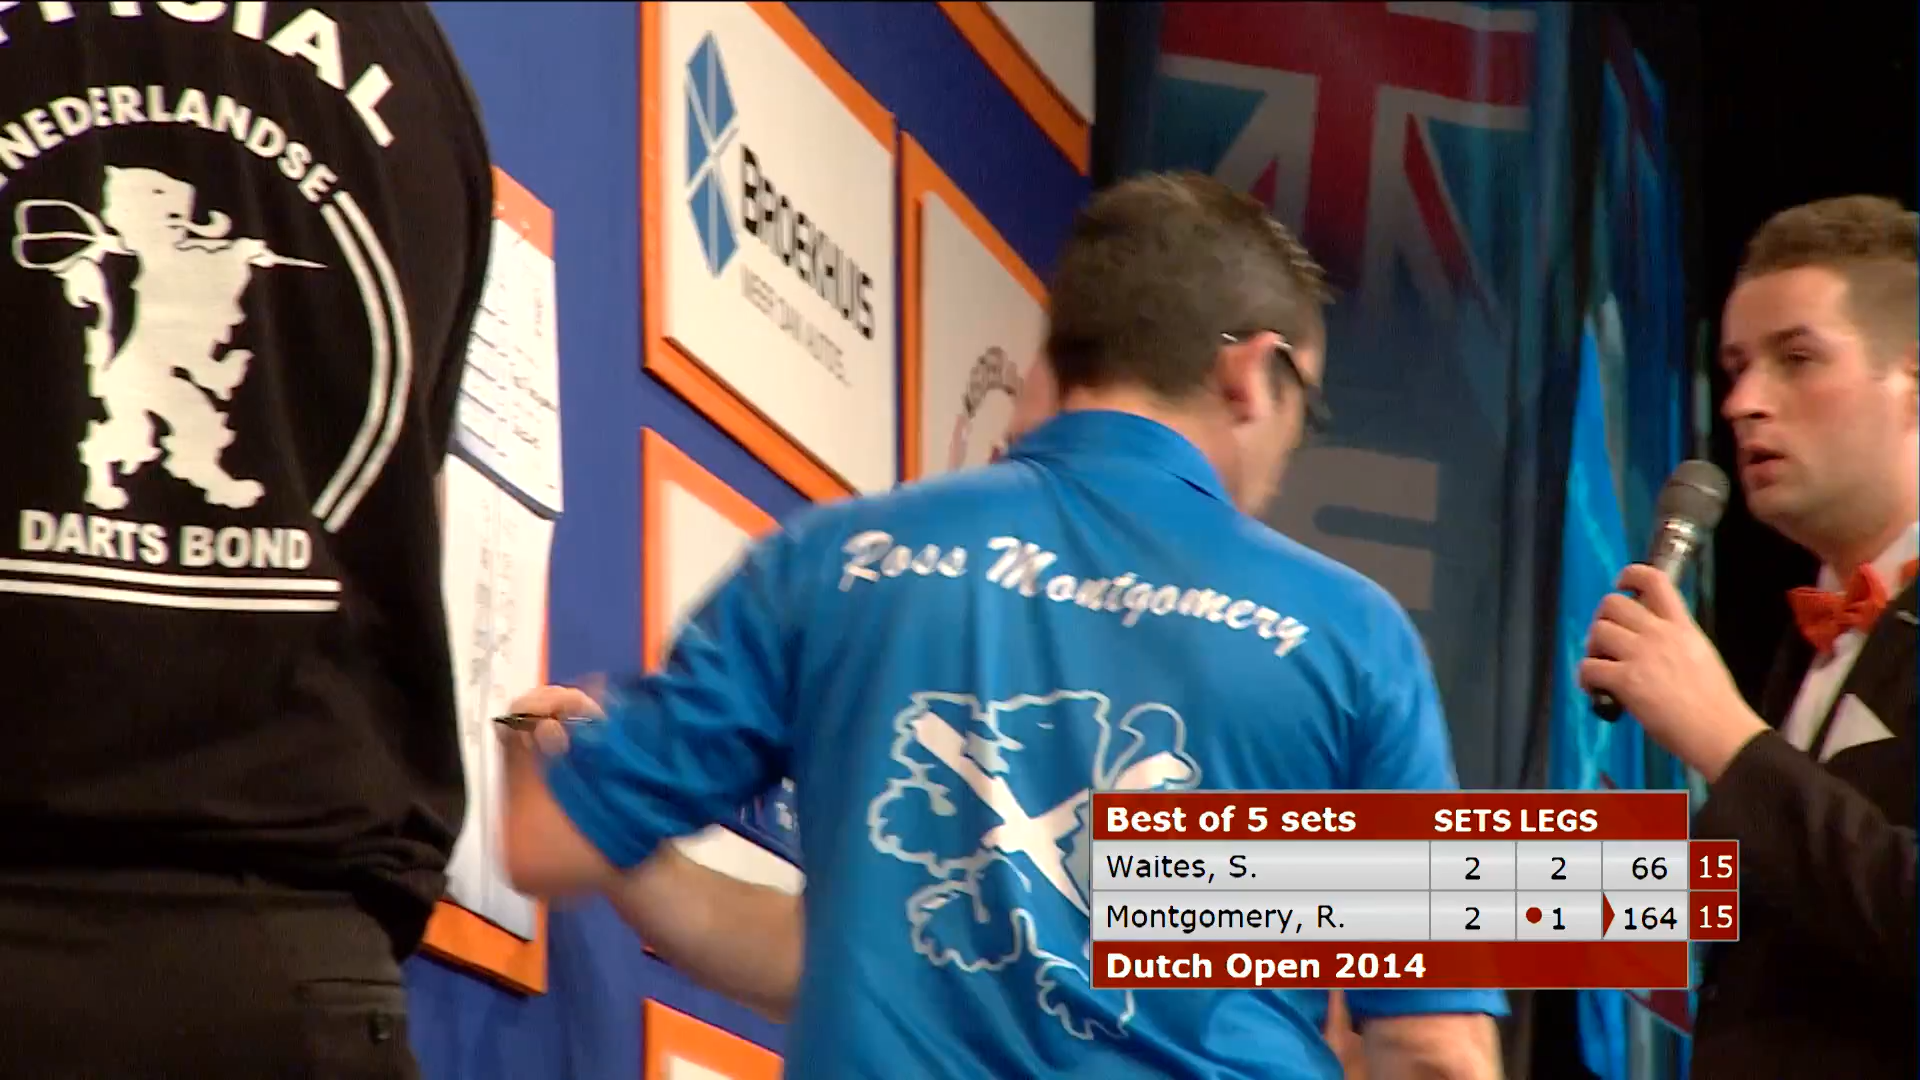 OFFICIAL
NEDERLANDSE
DARTS BOND
BROEKHUIS
MEER DAN AUTO'S
Ross Montgomery
Best of 5 sets SETS LEGS
Waites, S. 2 2 66 15
Montgomery, R. 2 1 164 15
Dutch Open 2014